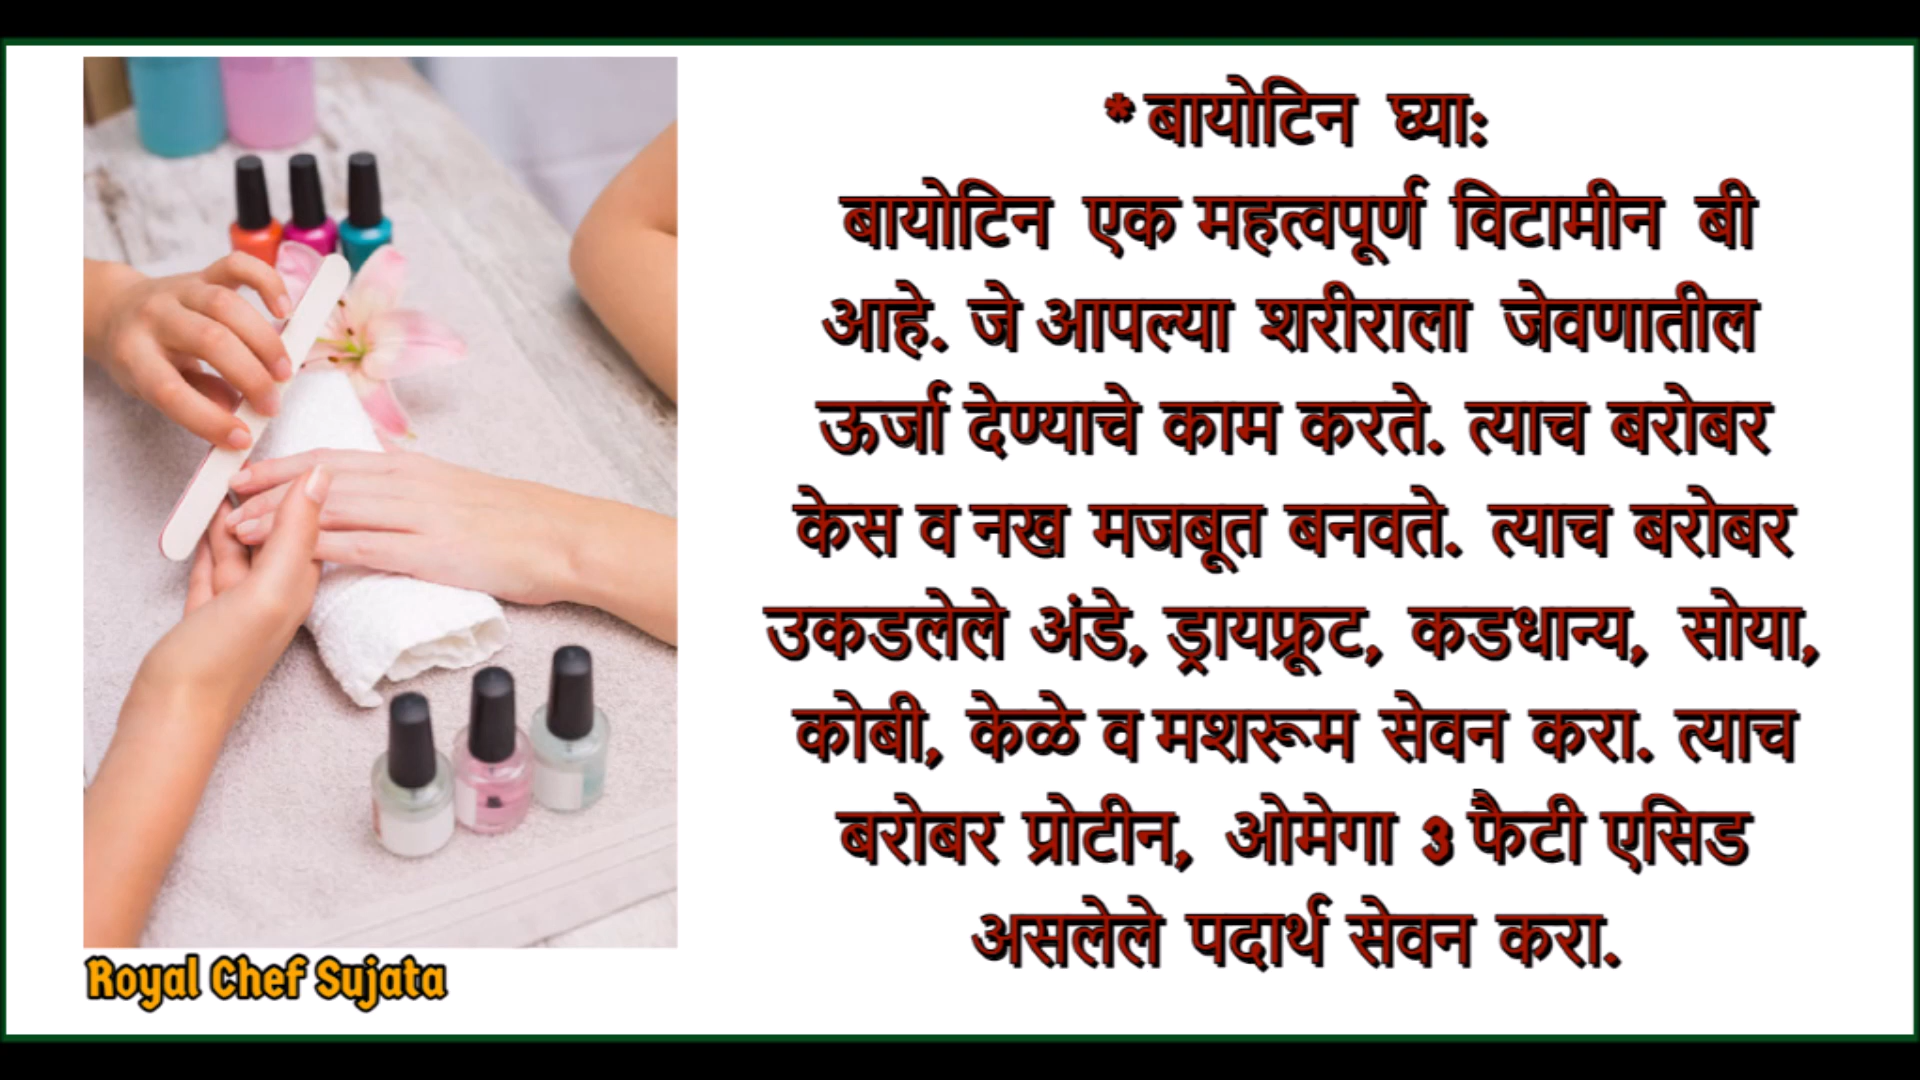 * बायोटिन घ्या:
बायोटिन एक महत्वपूर्ण विटामीन बी
आहे. जे आपल्या शरीराला जेवणातील
ऊर्जा देण्याचे काम करते. त्याच बरोबर
केस व नख मजबूत बनवते. त्याच बरोबर
उकडलेले अंडे, ड्रायफ्रूट, कडधान्य, सोया,
कोबी, केळे व मशरूम सेवन करा. त्याच
बरोबर प्रोटीन, ओमेगा 3 फैटी एसिड
असलेले पदार्थ सेवन करा.
Royal Chef Sujata